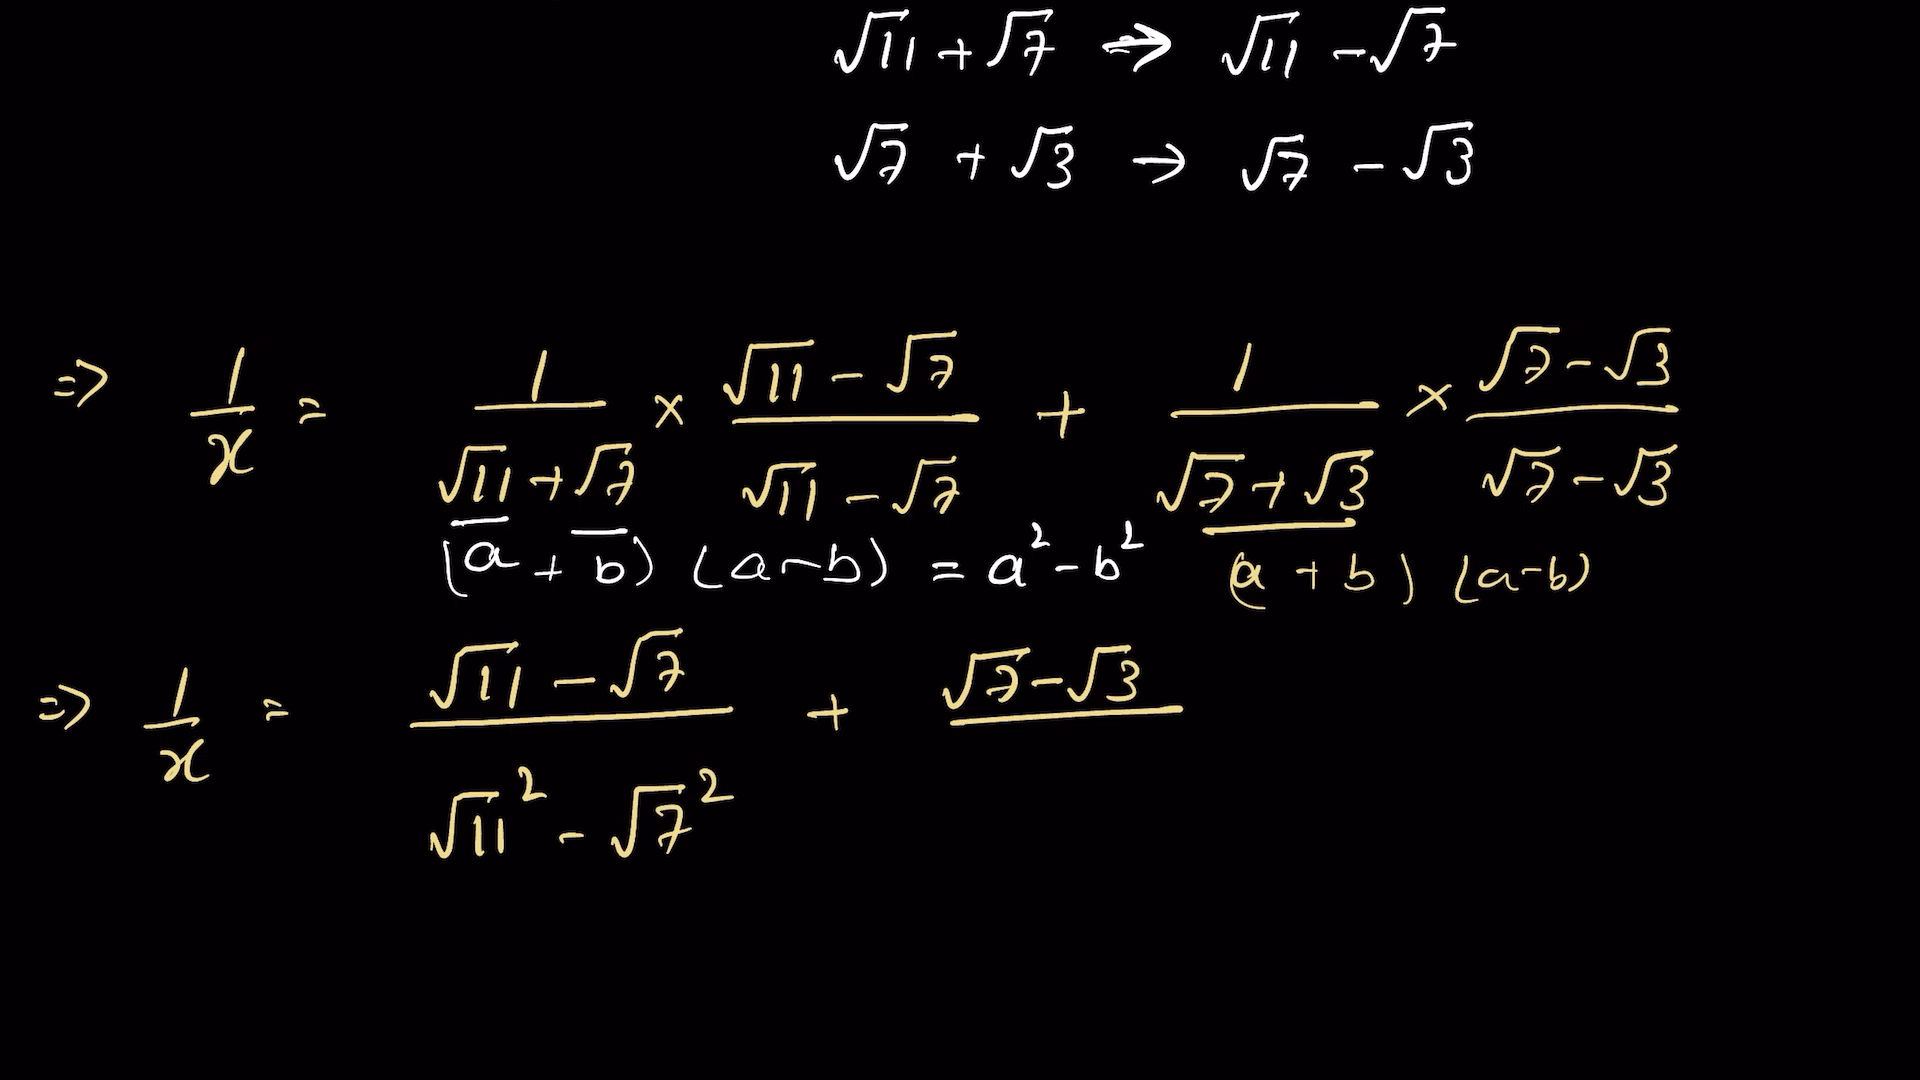 √11 + √7 ⇒ √11 - √7
√7 + √3 → √7 - √3
⇒ 1/x = 1/(√11 + √7) × (√11 - √7)/(√11 - √7) + 1/(√7 + √3) × (√7 - √3)/(√7 - √3)
(a + b) (a - b) = a² - b² (a + b) (a - b)
⇒ 1/x = (√11 - √7)/(√11² - √7²) + (√7 - √3)/